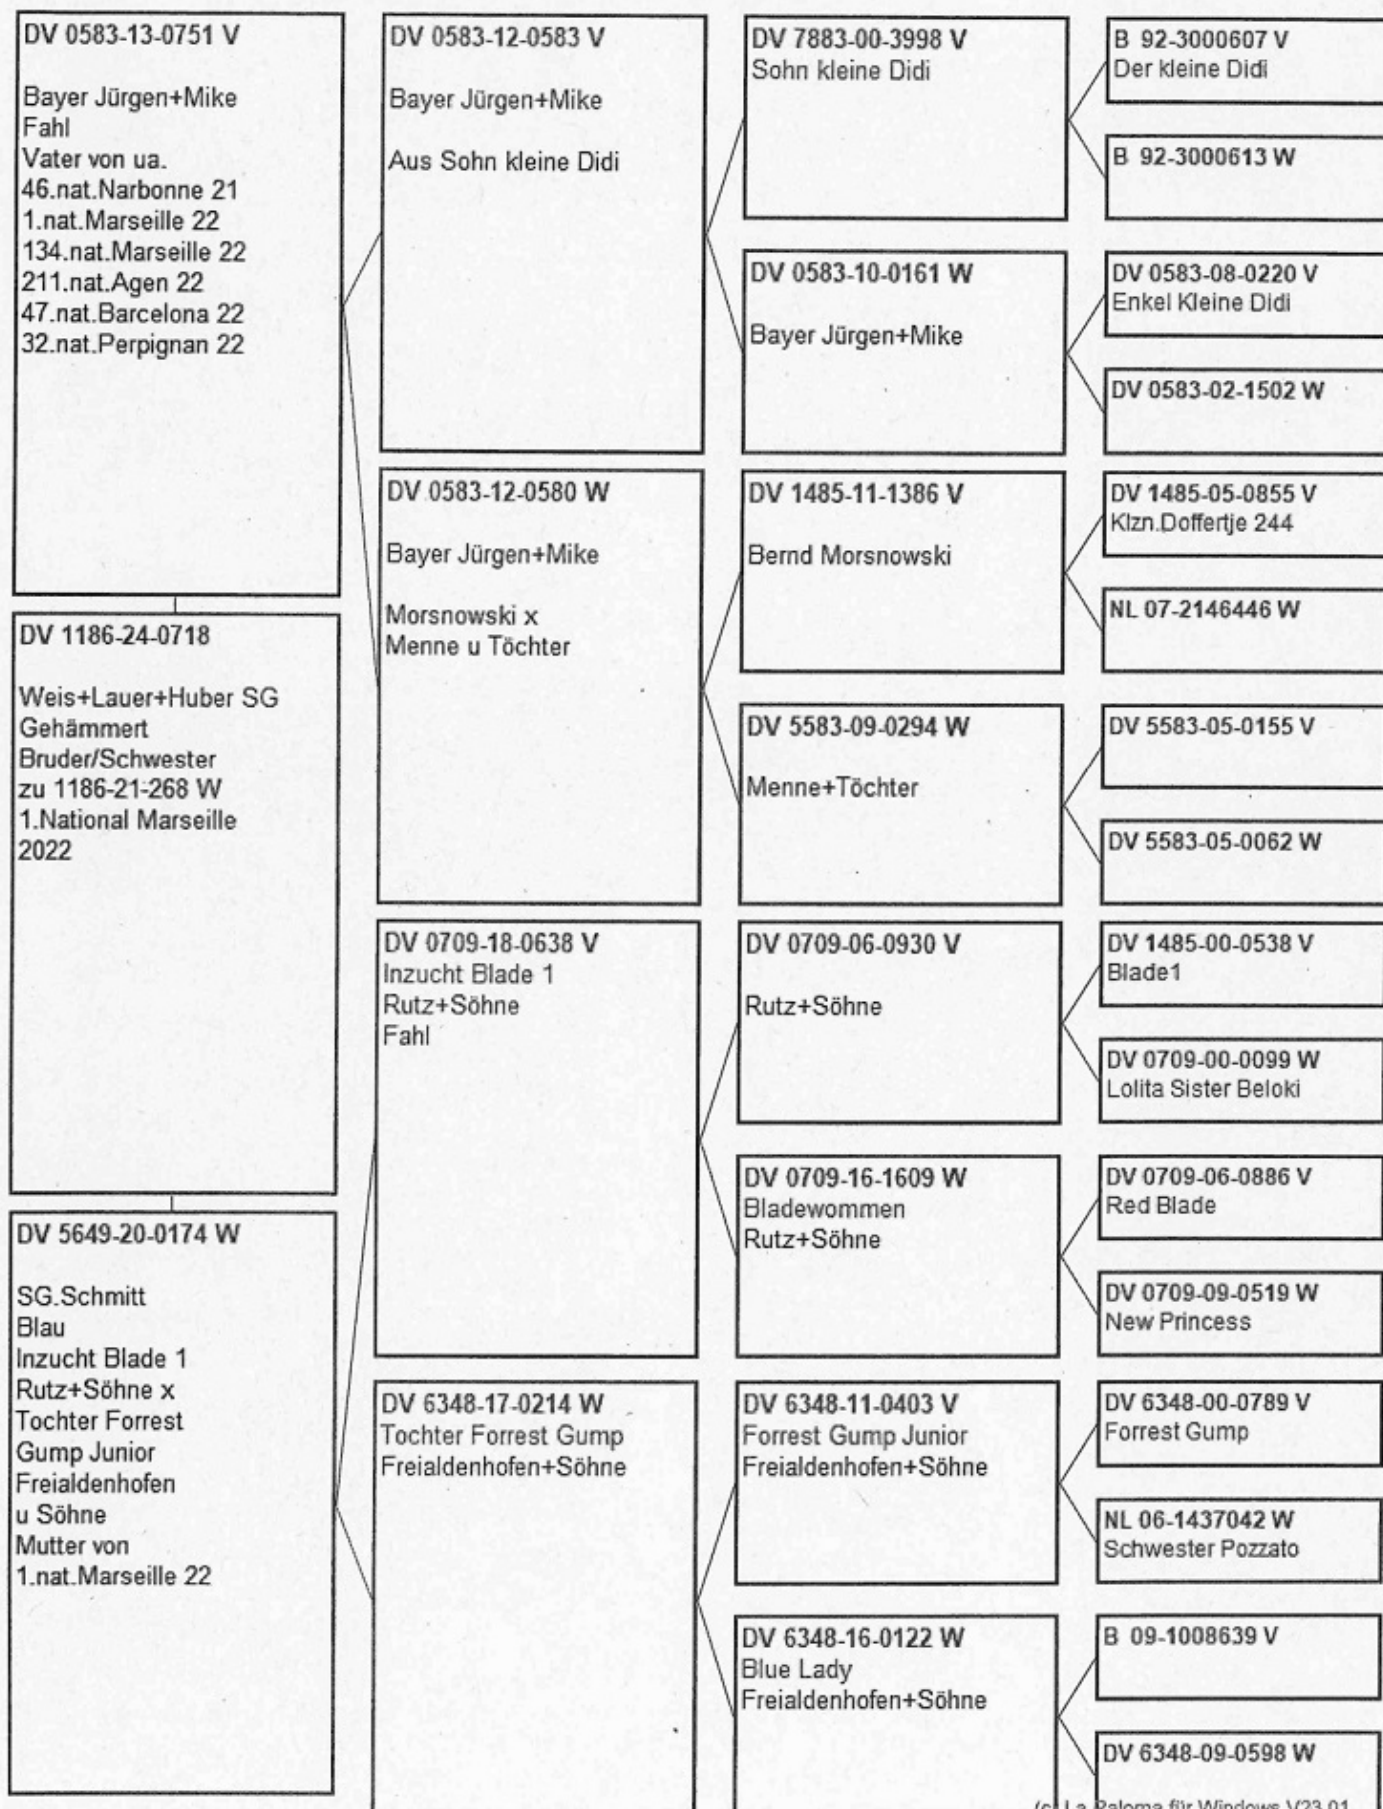 DV 0583-13-0751 V
Bayer Jürgen+Mike
Fahl
Vater von ua.
46.nat.Narbonne 21
1.nat.Marseille 22
134.nat.Marseille 22
211.nat.Agen 22
47.nat.Barcelona 22
32.nat.Perpignan 22
DV 1186-24-0718
Weis+Lauer+Huber SG
Gehämmert
Bruder/Schwester
zu 1186-21-268 W
1.National Marseille
2022
DV 5649-20-0174 W
SG.Schmitt
Blau
Inzucht Blade 1
Rutz+Söhne x
Tochter Forrest
Gump Junior
Freialdenhofen
u Söhne
Mutter von
1.nat.Marseille 22
DV 0583-12-0583 V
Bayer Jürgen+Mike
Aus Sohn kleine Didi
DV 0583-12-0580 W
Bayer Jürgen+Mike
Morsnowski x
Menne u Töchter
DV 0709-18-0638 V
Inzucht Blade 1
Rutz+Söhne
Fahl
DV 6348-17-0214 W
Tochter Forrest Gump
Freialdenhofen+Söhne
DV 7883-00-3998 V
Sohn kleine Didi
DV 0583-10-0161 W
Bayer Jürgen+Mike
DV 1485-11-1386 V
Bernd Morsnowski
DV 5583-09-0294 W
Menne+Töchter
DV 0709-06-0930 V
Rutz+Söhne
DV 0709-16-1609 W
Bladewommen
Rutz+Söhne
DV 6348-11-0403 V
Forrest Gump Junior
Freialdenhofen+Söhne
DV 6348-16-0122 W
Blue Lady
Freialdenhofen+Söhne
B 92-3000607 V
Der kleine Didi
B 92-3000613 W
DV 0583-08-0220 V
Enkel Kleine Didi
DV 0583-02-1502 W
DV 1485-05-0855 V
Klzn.Doffertje 244
NL 07-2146446 W
DV 5583-05-0155 V
DV 5583-05-0062 W
DV 1485-00-0538 V
Blade1
DV 0709-00-0099 W
Lolita Sister Beloki
DV 0709-06-0886 V
Red Blade
DV 0709-09-0519 W
New Princess
DV 6348-00-0789 V
Forrest Gump
NL 06-1437042 W
Schwester Pozzato
B 09-1008639 V
DV 6348-09-0598 W
(c) La Paloma für Windows V23.01